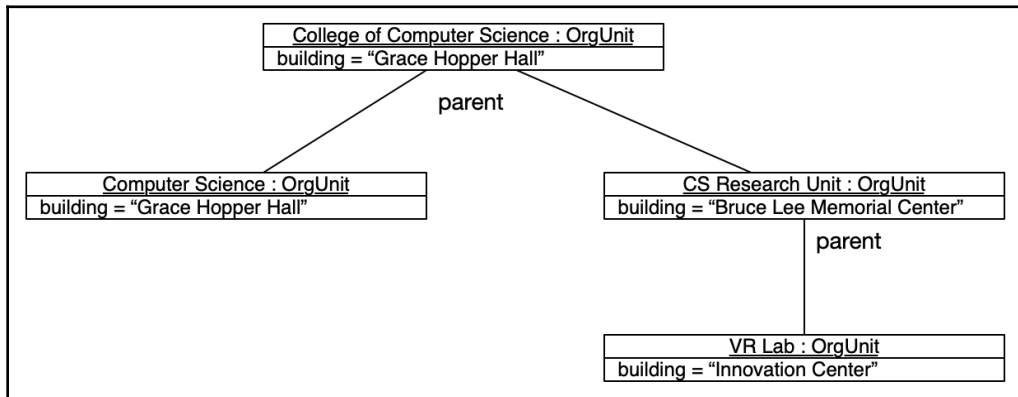 College of Computer Science : OrgUnit
building = “Grace Hopper Hall”
parent
Computer Science : OrgUnit
building = “Grace Hopper Hall”
CS Research Unit : OrgUnit
building = “Bruce Lee Memorial Center”
parent
VR Lab : OrgUnit
building = “Innovation Center”